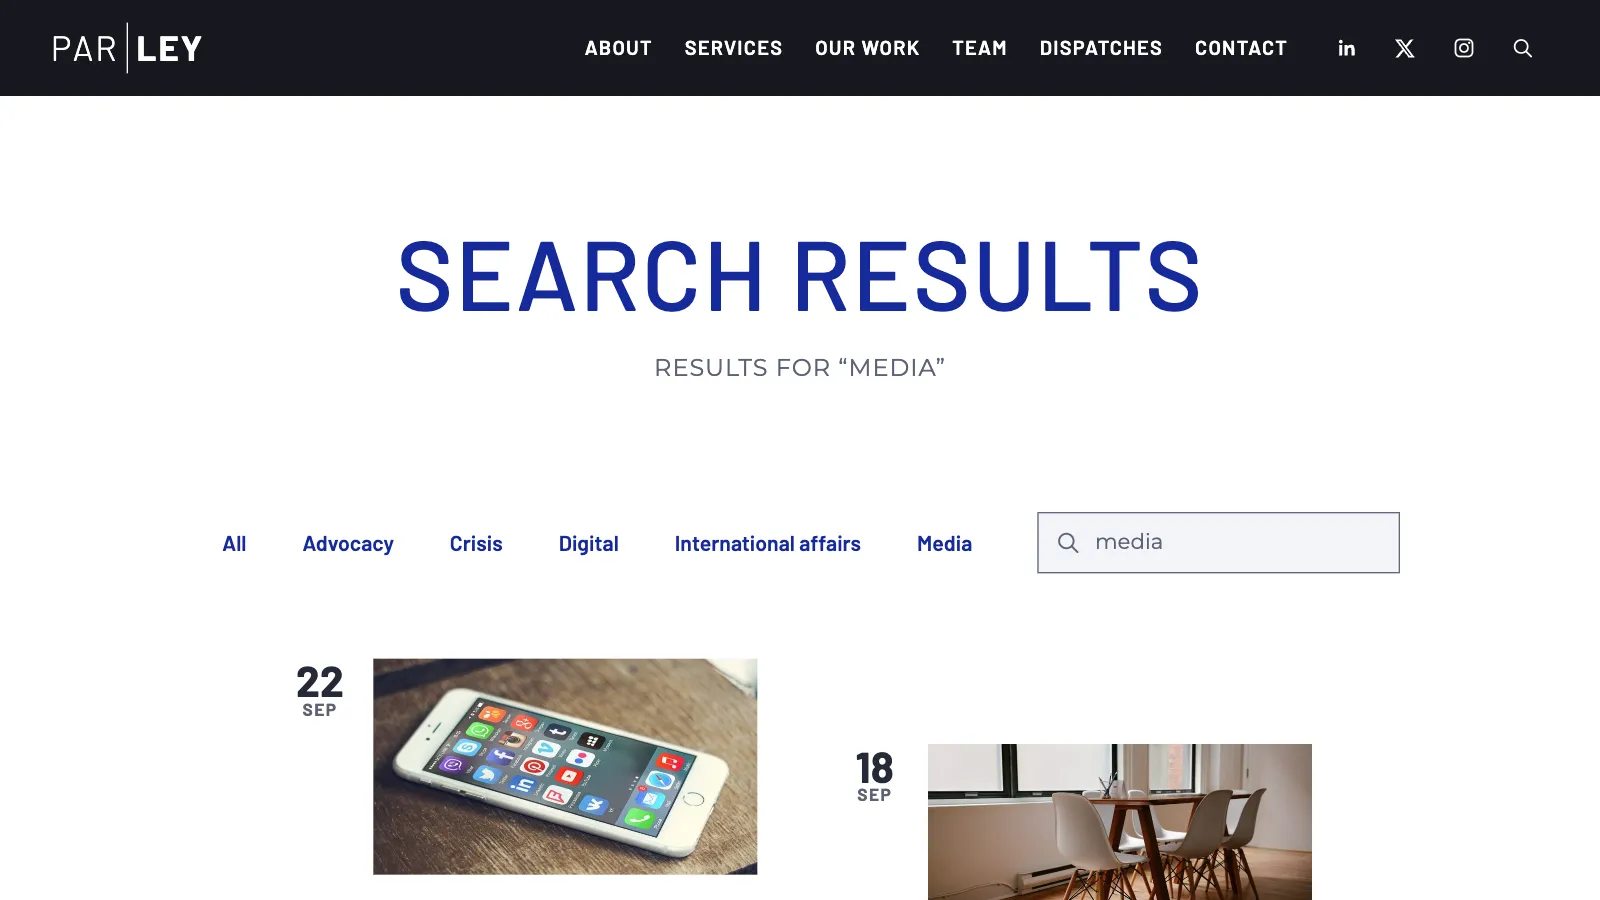 PAR|LEY
ABOUT SERVICES OUR WORK TEAM DISPATCHES CONTACT
SEARCH RESULTS
RESULTS FOR “MEDIA”
All Advocacy Crisis Digital International affairs Media
media
22
SEP
18
SEP